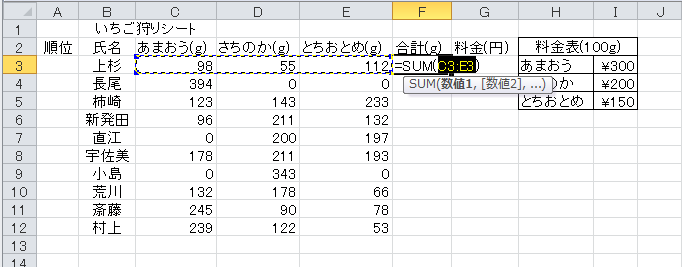 A B C D E F G H I J
1 いちご狩りシート
2 順位 氏名 あまおう(g) さちのか(g) とちおとめ(g) 合計(g) 料金(円) 料金表(100g)
3 上杉 98 55 112 =SUM(C3:E3) あまおう ¥300
4 長尾 394 0 0 のか ¥200
SUM(数値1, [数値2], ...)
5 柿崎 123 143 233 とちおとめ ¥150
6 新発田 96 211 132
7 直江 0 200 197
8 宇佐美 178 211 193
9 小島 0 343 0
10 荒川 132 178 66
11 斎藤 245 90 78
12 村上 239 122 53
13